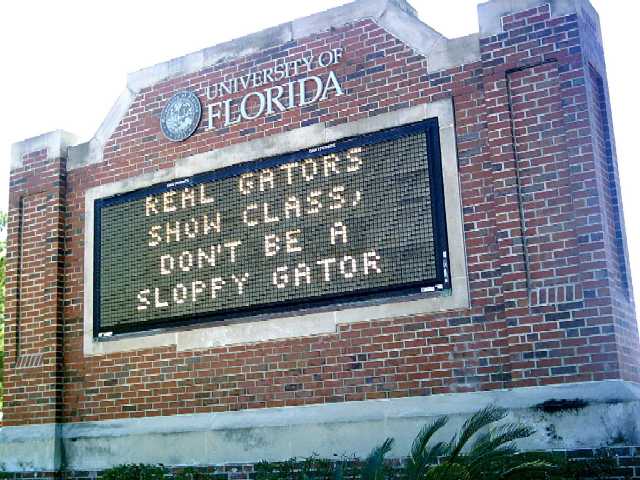 UNIVERSITY OF
FLORIDA
REAL GATORS
SHOW CLASS,
DON'T BE A
SLOPPY GATOR